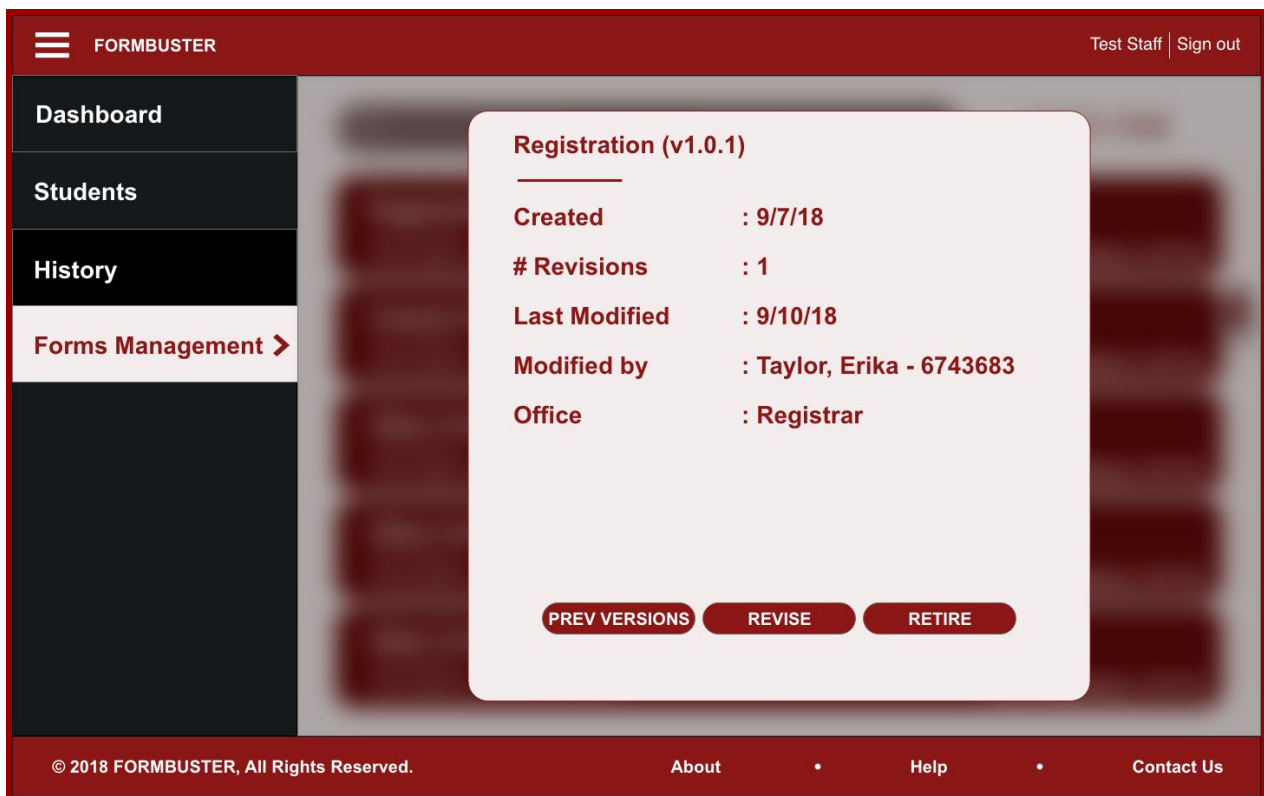 FORMBUSTER
Test Staff | Sign out
Dashboard
Students
History
Forms Management
Registration (v1.0.1)
Created : 9/7/18
# Revisions : 1
Last Modified : 9/10/18
Modified by : Taylor, Erika - 6743683
Office : Registrar
PREV VERSIONS REVISE RETIRE
© 2018 FORMBUSTER, All Rights Reserved. About • Help • Contact Us